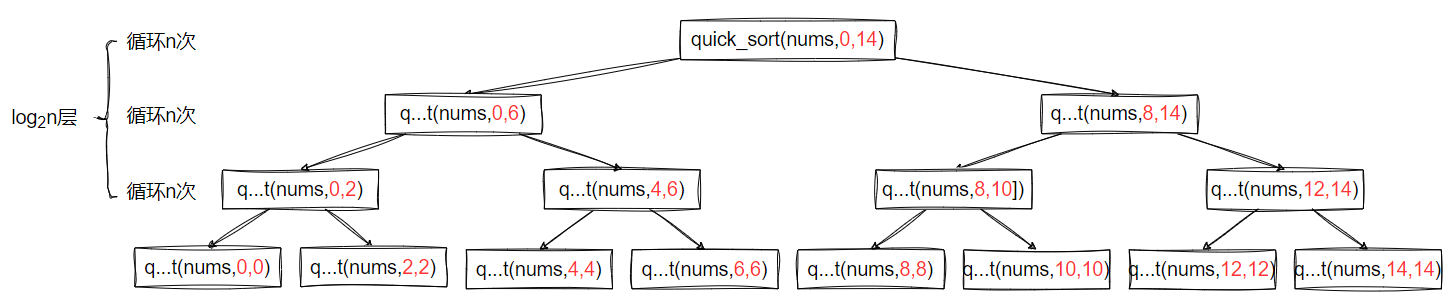 循环n次
quick_sort(nums,0,14)
log2n层
循环n次
q...t(nums,0,6)
q...t(nums,8,14)
循环n次
q...t(nums,0,2)
q...t(nums,4,6)
q...t(nums,8,10])
q...t(nums,12,14)
q...t(nums,0,0)
q...t(nums,2,2)
q...t(nums,4,4)
q...t(nums,6,6)
q...t(nums,8,8)
q...t(nums,10,10)
q...t(nums,12,12)
q...t(nums,14,14)